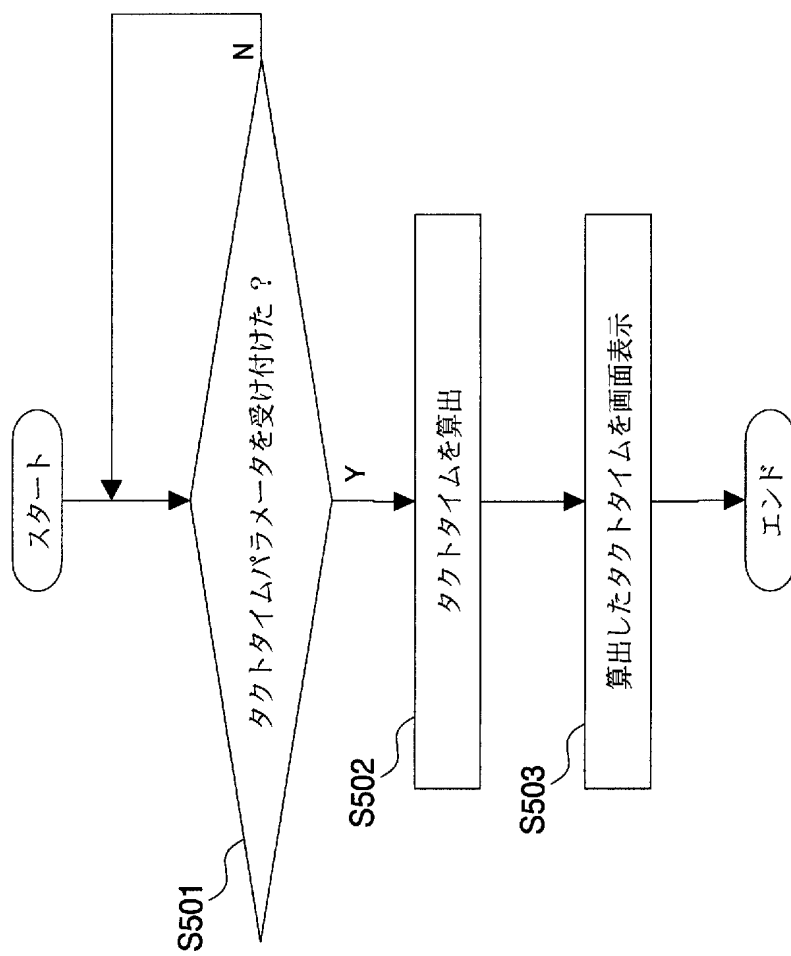 スタート
N
タクトタイムパラメータを受け付けた？
S501
Y
タクトタイムを算出
S502
算出したタクトタイムを画面表示
S503
エンド